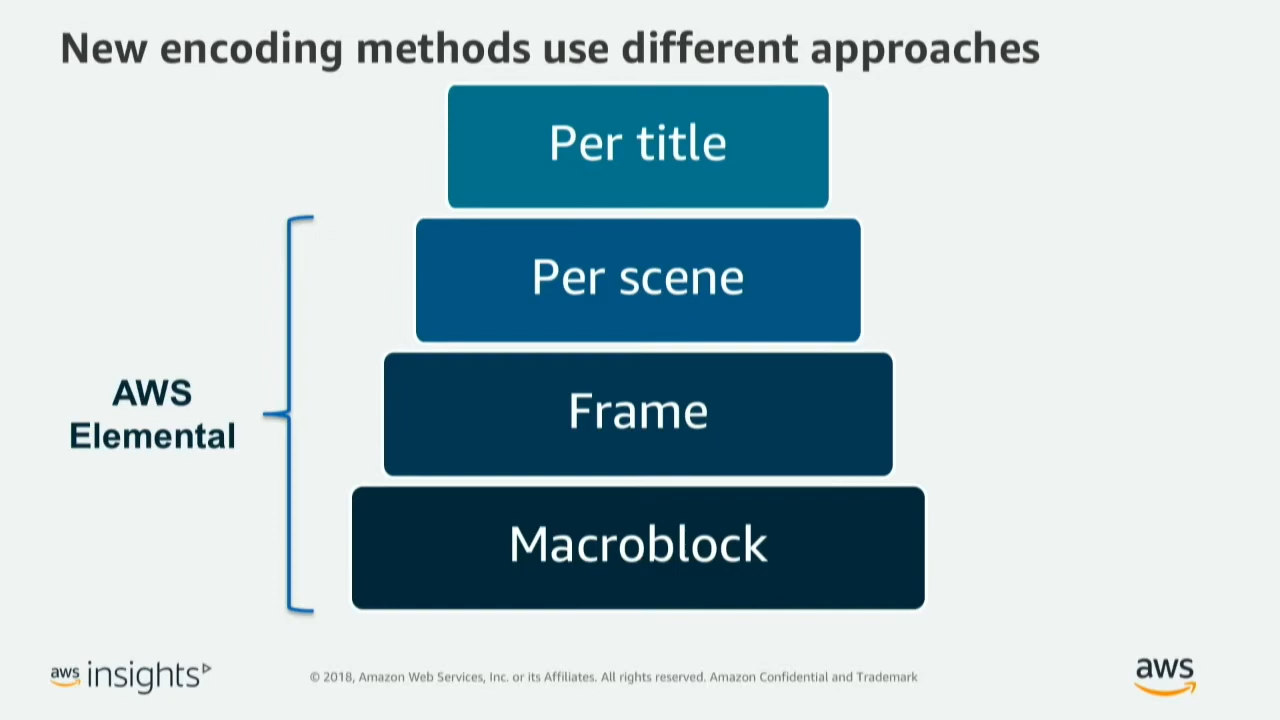 New encoding methods use different approaches
Per title
Per scene
Frame
Macroblock
AWS
Elemental
aws insights
© 2018, Amazon Web Services, Inc. or its Affiliates. All rights reserved. Amazon Confidential and Trademark
aws